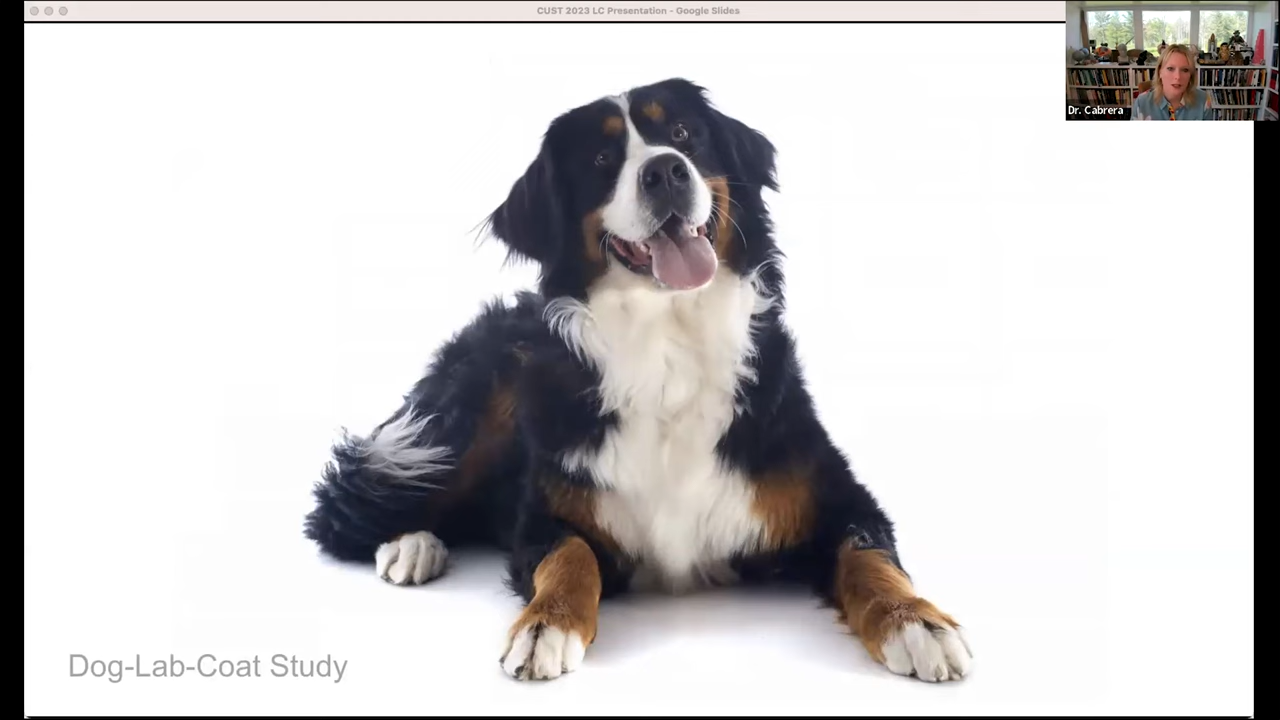 CUST 2023 LC Presentation - Google Slides
Dr. Cabrera
Dog-Lab-Coat Study